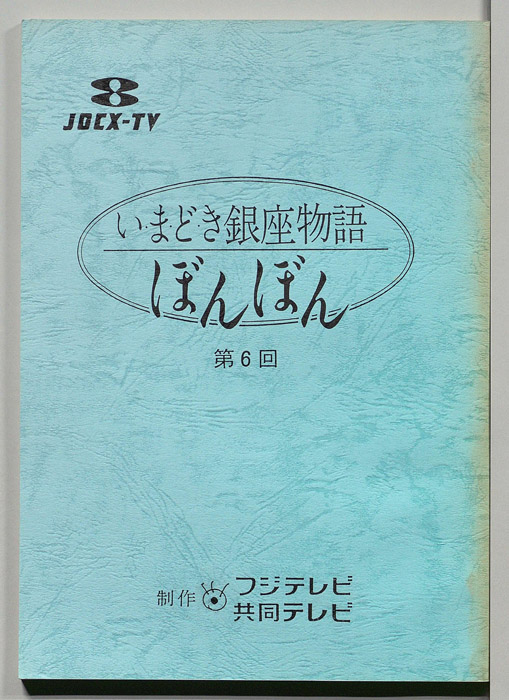 JOCX-TV
い・ま・ど・き銀座物語
ぼんぼん
第6回
制作 フジテレビ
共同テレビ